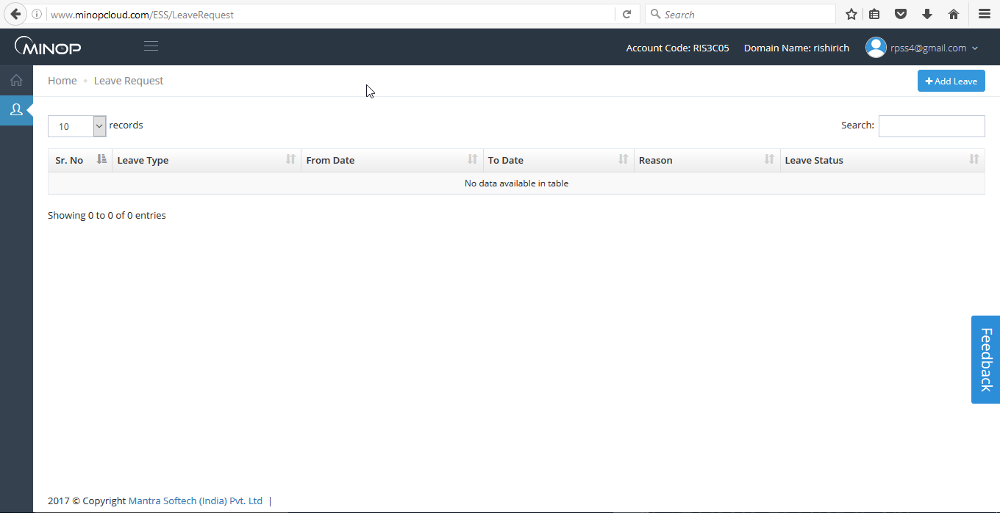 www.minopcloud.com/ESS/LeaveRequest
Search
MINOP
Account Code: RIS3C05
Domain Name: rishirich
rpss4@gmail.com
Home
Leave Request
+ Add Leave
10 records
Search:
Sr. No
Leave Type
From Date
To Date
Reason
Leave Status
No data available in table
Showing 0 to 0 of 0 entries
Feedback
2017 © Copyright Mantra Softech (India) Pvt. Ltd |